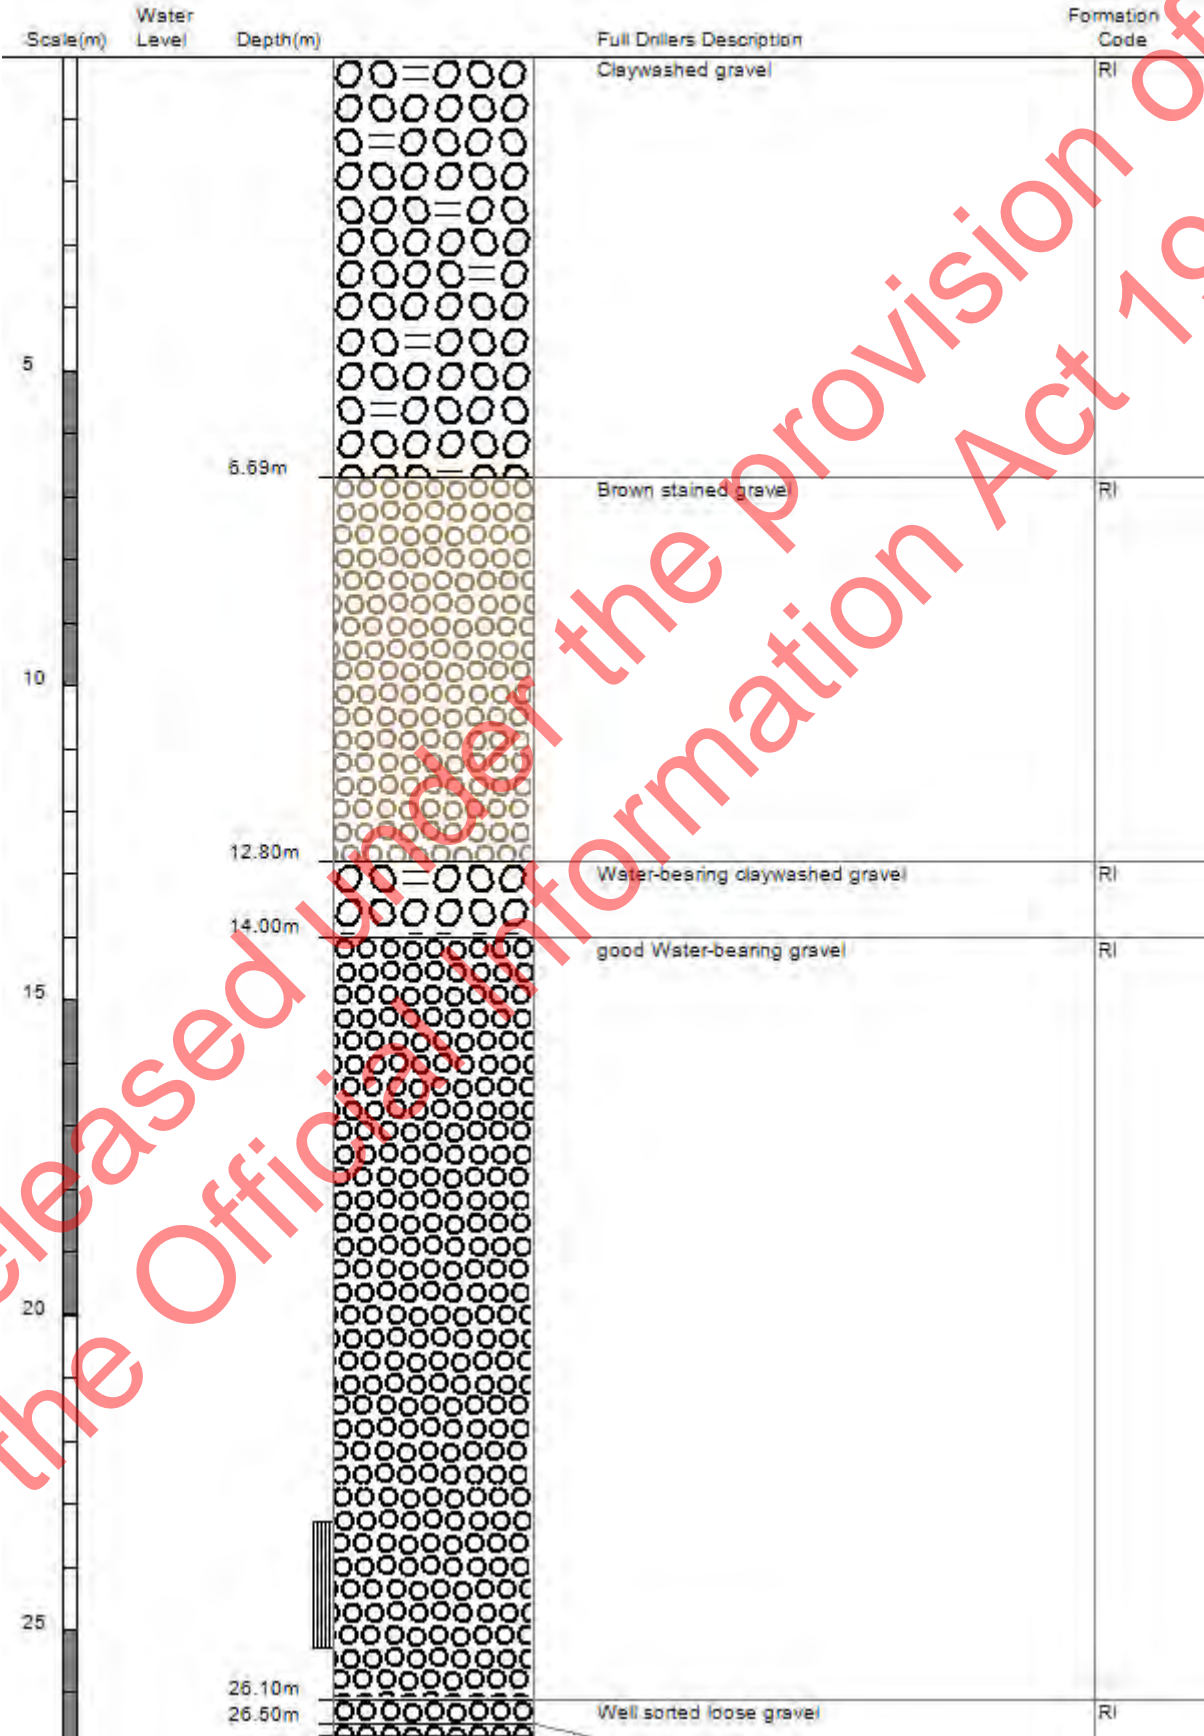 Scale(m) Water Level Depth(m) Full Drillers Description Formation Code
Claywashed gravel RI
5
6.69m
Brown stained gravel RI
10
12.80m
Water-bearing claywashed gravel RI
14.00m
good Water-bearing gravel RI
15
20
25
26.10m
Well sorted loose gravel RI
26.50m
eleased under the provision of
the Official Information Act 19